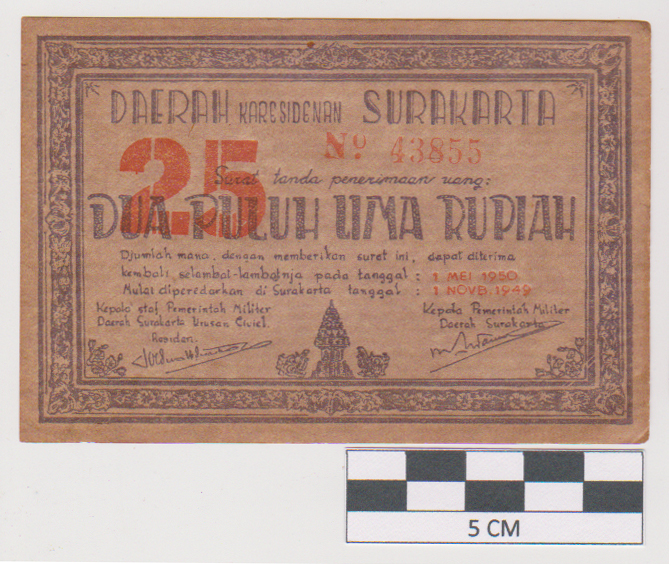 DAERAH KARESIDENAN SURAKARTA
25
No 43855
Surat tanda penerimaan uang:
DUA PULUH LIMA RUPIAH
Djumlah mana, dengan memberikan suret ini, dapat diterima
kembali, selambat-lambatnja pada tanggal : 1 MEI 1950
Mulai diperedarkan di Surakarta tanggal : 1 NOVB. 1949
Kepala staf Pemerintah Militer
Daerah Surakarta Urusan Civiel
Residen.
Kepala Pemerintah Militer
Daerah Surakarta
5 CM